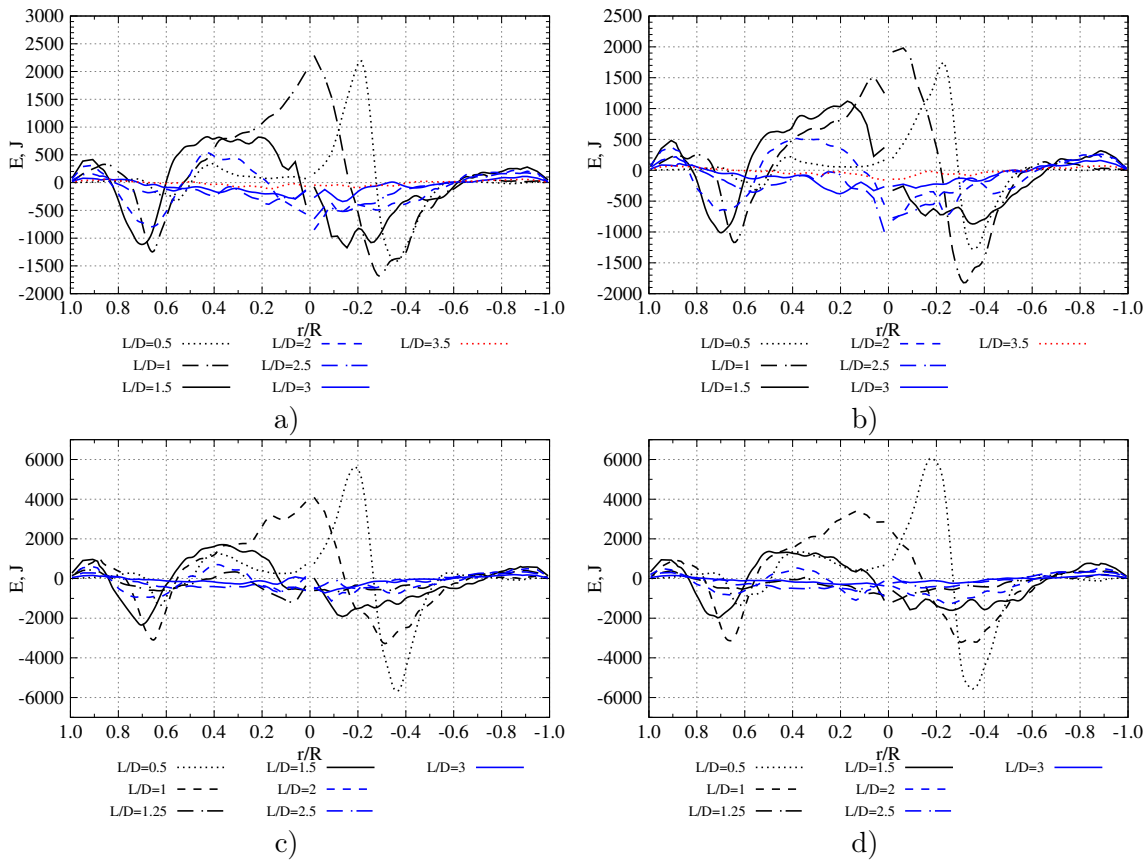 3000
2500
2000
1500
1000
500
0
-500
-1000
-1500
-2000
E, J
1.0 0.8 0.6 0.4 0.2 0 -0.2 -0.4 -0.6 -0.8 -1.0
r/R
L/D=0.5 L/D=2 L/D=3.5
L/D=1 L/D=2.5
L/D=1.5 L/D=3
a)
2500
2000
1500
1000
500
0
-500
-1000
-1500
-2000
E, J
1.0 0.8 0.6 0.4 0.2 0 -0.2 -0.4 -0.6 -0.8 -1.0
r/R
L/D=0.5 L/D=2 L/D=3.5
L/D=1 L/D=2.5
L/D=1.5 L/D=3
b)
6000
4000
2000
0
-2000
-4000
-6000
E, J
1.0 0.8 0.6 0.4 0.2 0 -0.2 -0.4 -0.6 -0.8 -1.0
r/R
L/D=0.5 L/D=1.5 L/D=3
L/D=1 L/D=2
L/D=1.25 L/D=2.5
c)
6000
4000
2000
0
-2000
-4000
-6000
E, J
1.0 0.8 0.6 0.4 0.2 0 -0.2 -0.4 -0.6 -0.8 -1.0
r/R
L/D=0.5 L/D=1.5 L/D=3
L/D=1 L/D=2
L/D=1.25 L/D=2.5
d)